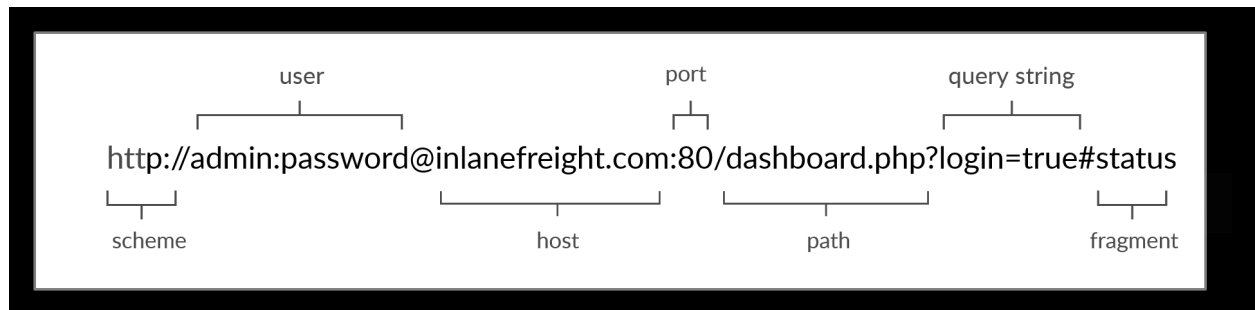 user port query string
http://admin:password@inlanefreight.com:80/dashboard.php?login=true#status
scheme host path fragment